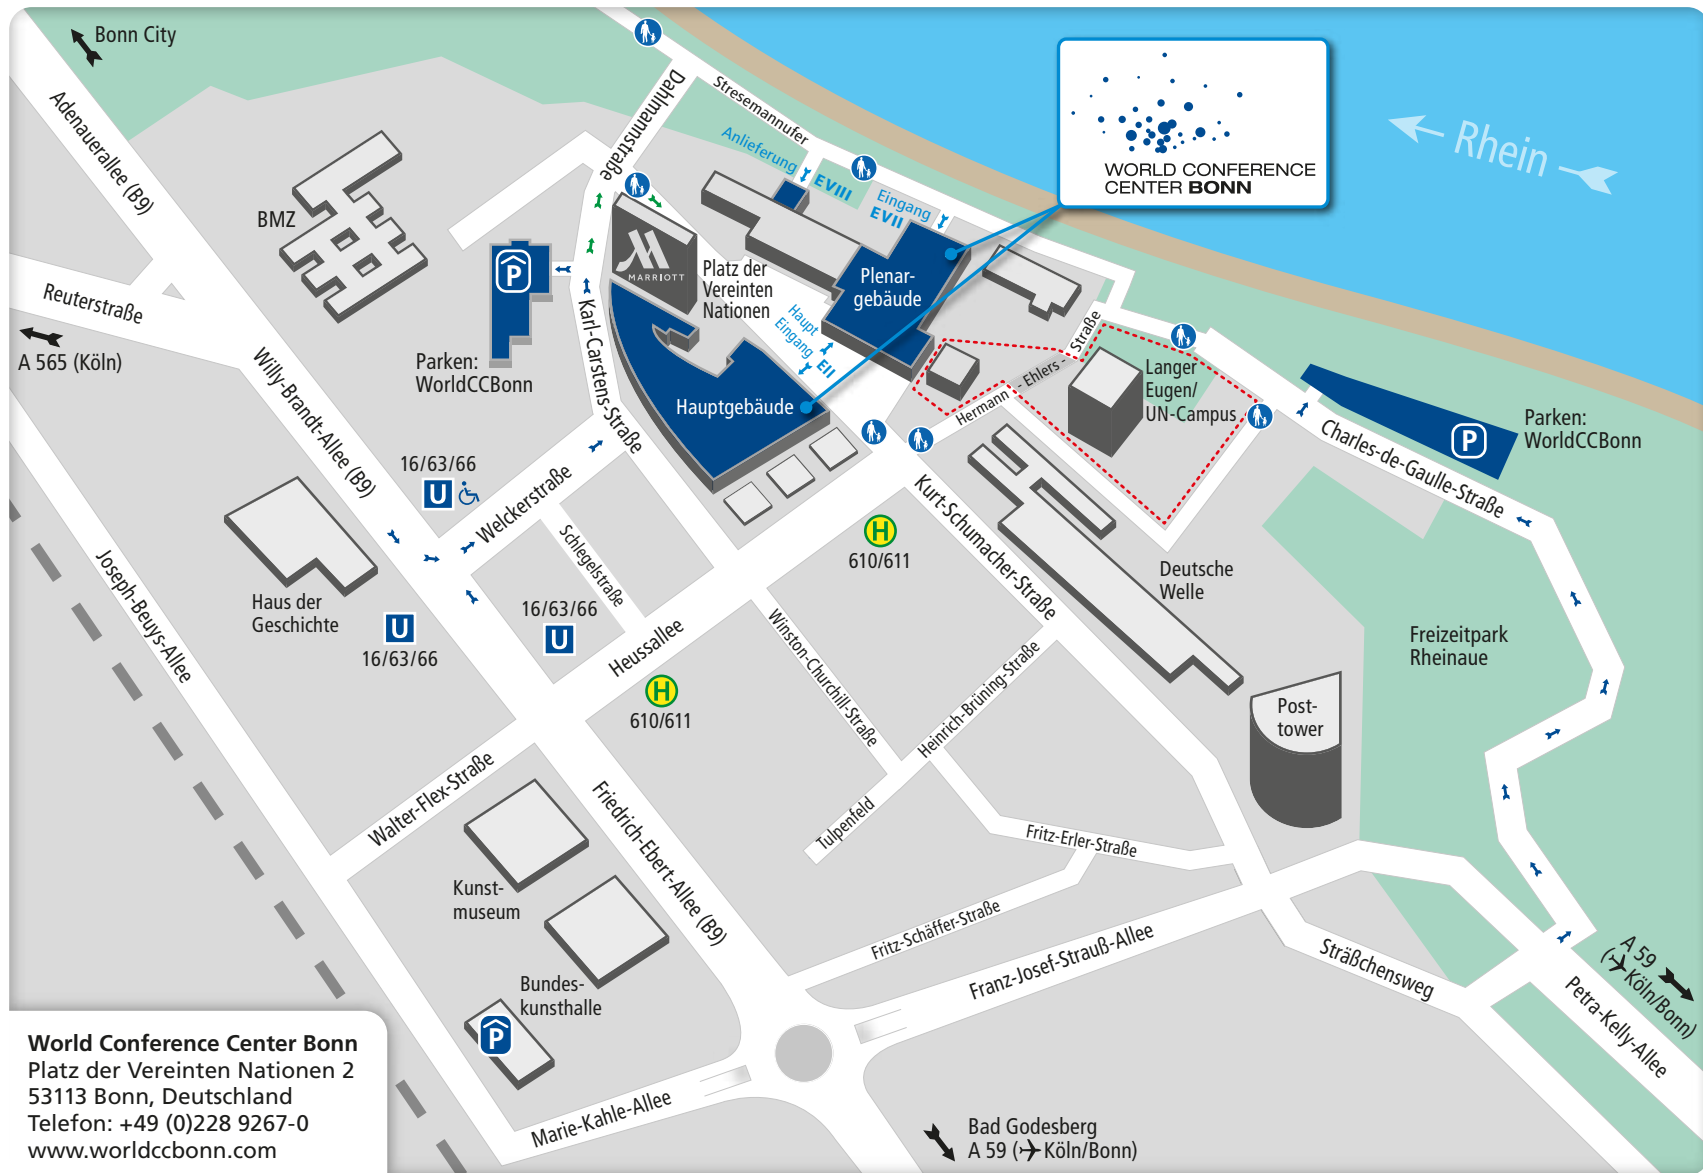 Bonn City
Adenauerallee (B9)
Dahlmannstraße
Stresemannufer
Anlieferung
EVIII
Eingang
EVII
WORLD CONFERENCE
CENTER BONN
Rhein
BMZ
P
MARRIOTT
Platz der
Vereinten
Nationen
Plenar-
gebäude
Haupt
Eingang
EII
Reuterstraße
A 565 (Köln)
Parken:
WorldCCBonn
Karl-Carstens-Straße
Hauptgebäude
Hermann
- Ehlers -
Straße
Langer
Eugen/
UN-Campus
P
Parken:
WorldCCBonn
Charles-de-Gaulle-Straße
Willy-Brandt-Allee (B9)
16/63/66
U
Welckerstraße
Schlegelstraße
Kurt-Schumacher-Straße
H
610/611
Deutsche
Welle
Joseph-Beuys-Allee
Haus der
Geschichte
U
16/63/66
16/63/66
U
Heussallee
H
610/611
Winston-Churchill-Straße
Heinrich-Brüning-Straße
Tulpenfeld
Freizeitpark
Rheinaue
Post-
tower
Walter-Flex-Straße
Friedrich-Ebert-Allee (B9)
Fritz-Erler-Straße
Kunst-
museum
Fritz-Schäffer-Straße
Franz-Josef-Strauß-Allee
Sträßchensweg
A 59
(Köln/Bonn)
Petra-Kelly-Allee
Bundes-
kunsthalle
P
Marie-Kahle-Allee
Bad Godesberg
A 59 (Köln/Bonn)
World Conference Center Bonn
Platz der Vereinten Nationen 2
53113 Bonn, Deutschland
Telefon: +49 (0)228 9267-0
www.worldccbonn.com